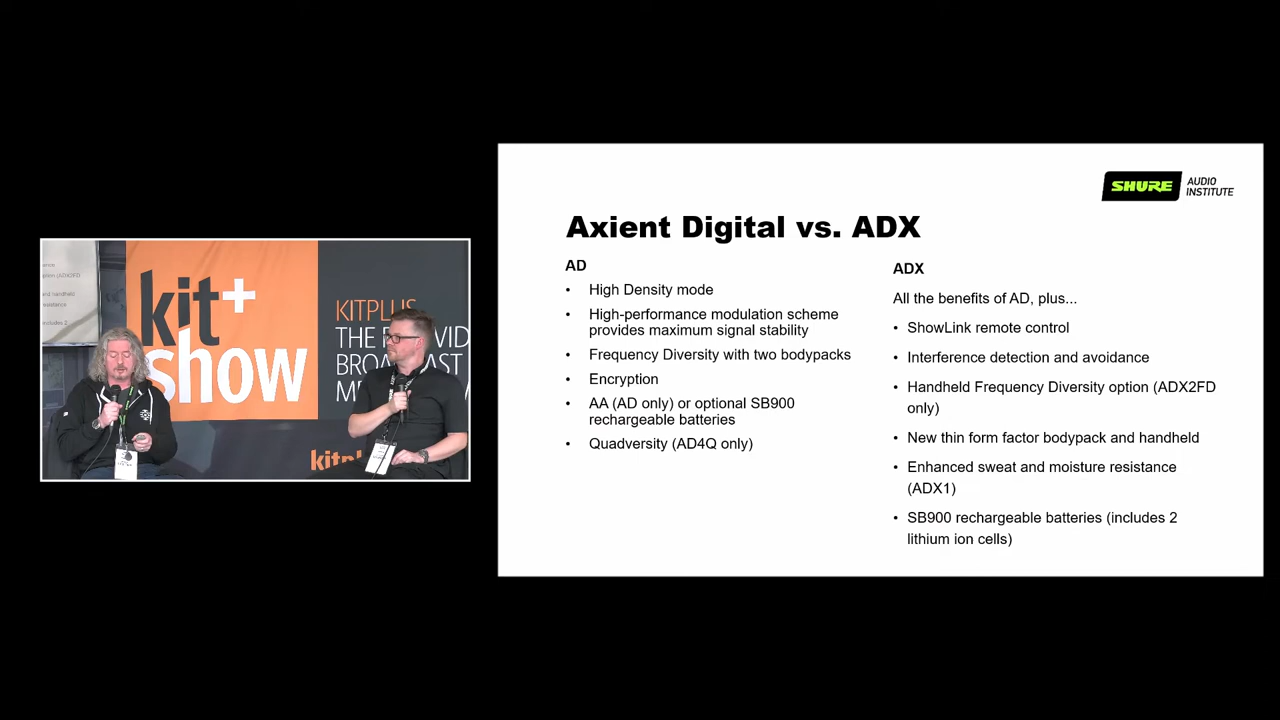 SHURE AUDIO
INSTITUTE
Axient Digital vs. ADX
AD
• High Density mode
• High-performance modulation scheme
provides maximum signal stability
• Frequency Diversity with two bodypacks
• Encryption
• AA (AD only) or optional SB900
rechargeable batteries
• Quadversity (AD4Q only)
ADX
All the benefits of AD, plus...
• ShowLink remote control
• Interference detection and avoidance
• Handheld Frequency Diversity option (ADX2FD
only)
• New thin form factor bodypack and handheld
• Enhanced sweat and moisture resistance
(ADX1)
• SB900 rechargeable batteries (includes 2
lithium ion cells)
kit+
show
KITPLUS
THE
BRO
CAST
ME
kitpl